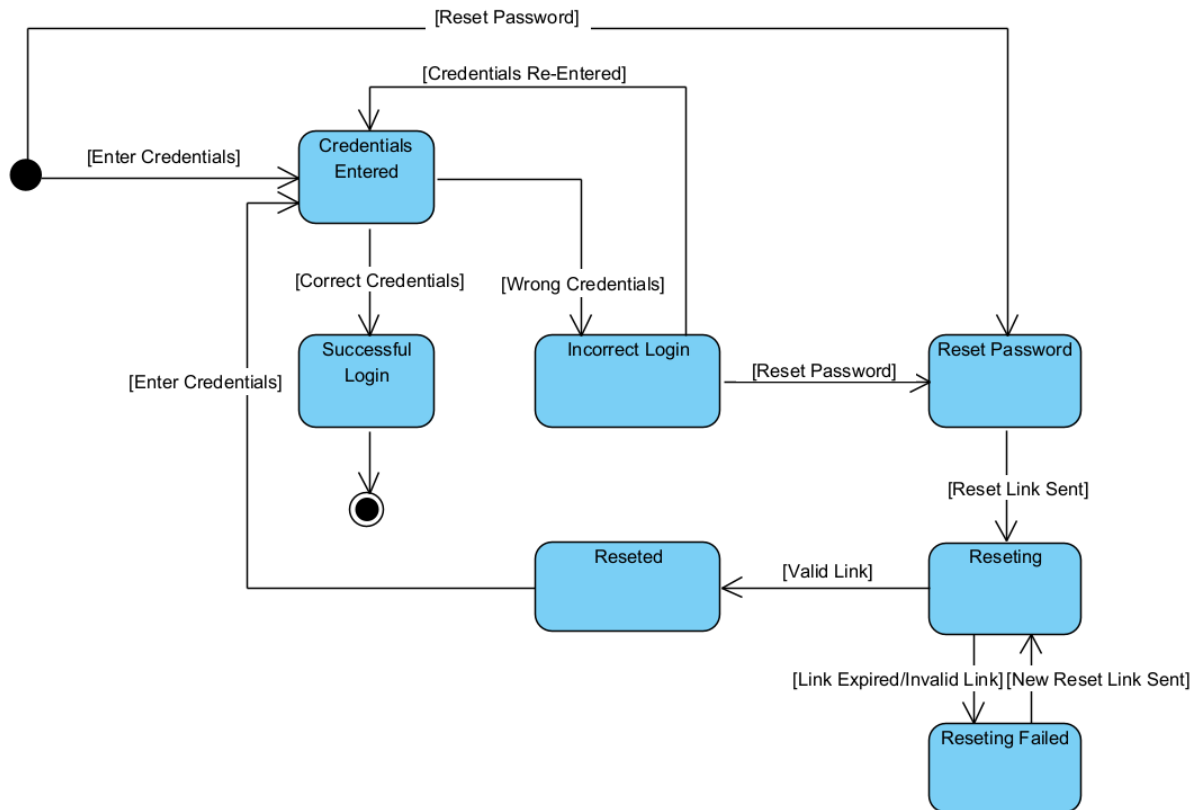 [Reset Password]
[Credentials Re-Entered]
[Enter Credentials]
Credentials
Entered
[Correct Credentials]
[Wrong Credentials]
Successful
Login
Incorrect Login
Reset Password
[Enter Credentials]
[Reset Password]
[Reset Link Sent]
Reseted
[Valid Link]
Reseting
[Link Expired/Invalid Link]
[New Reset Link Sent]
Reseting Failed